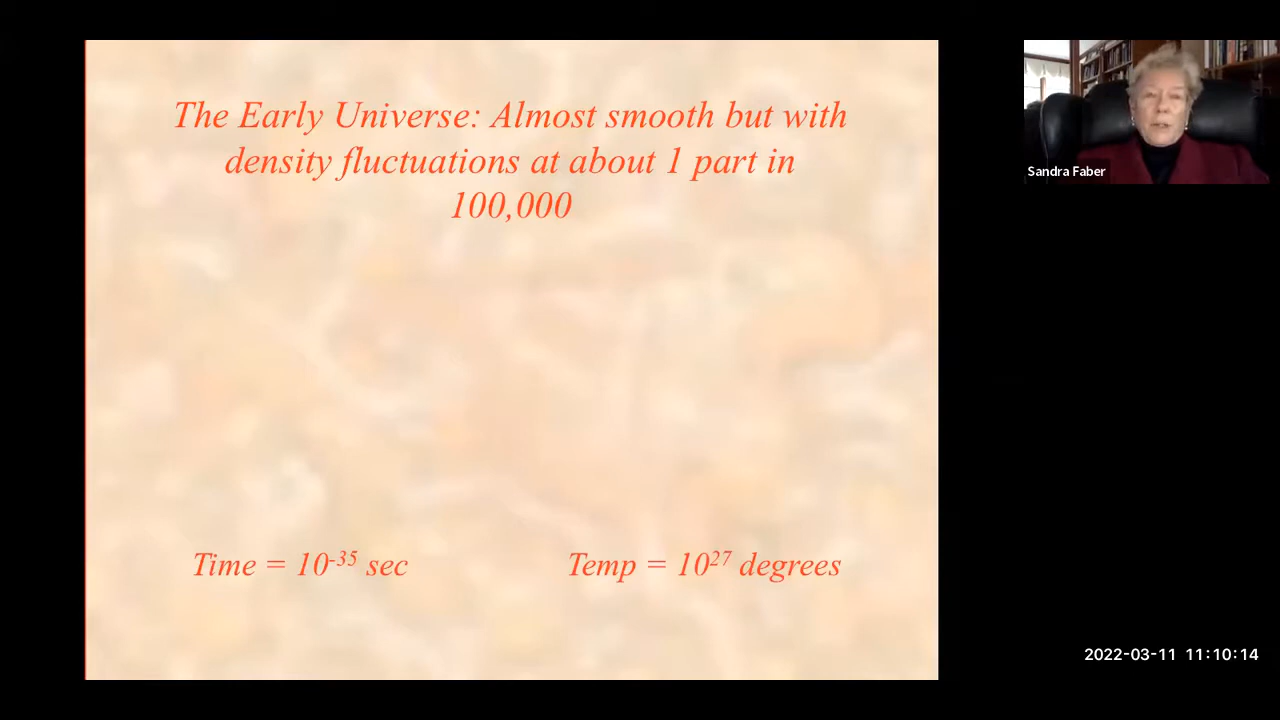 The Early Universe: Almost smooth but with
density fluctuations at about 1 part in
100,000
Time = 10⁻³⁵ sec
Temp = 10²⁷ degrees
Sandra Faber
2022-03-11 11:10:14